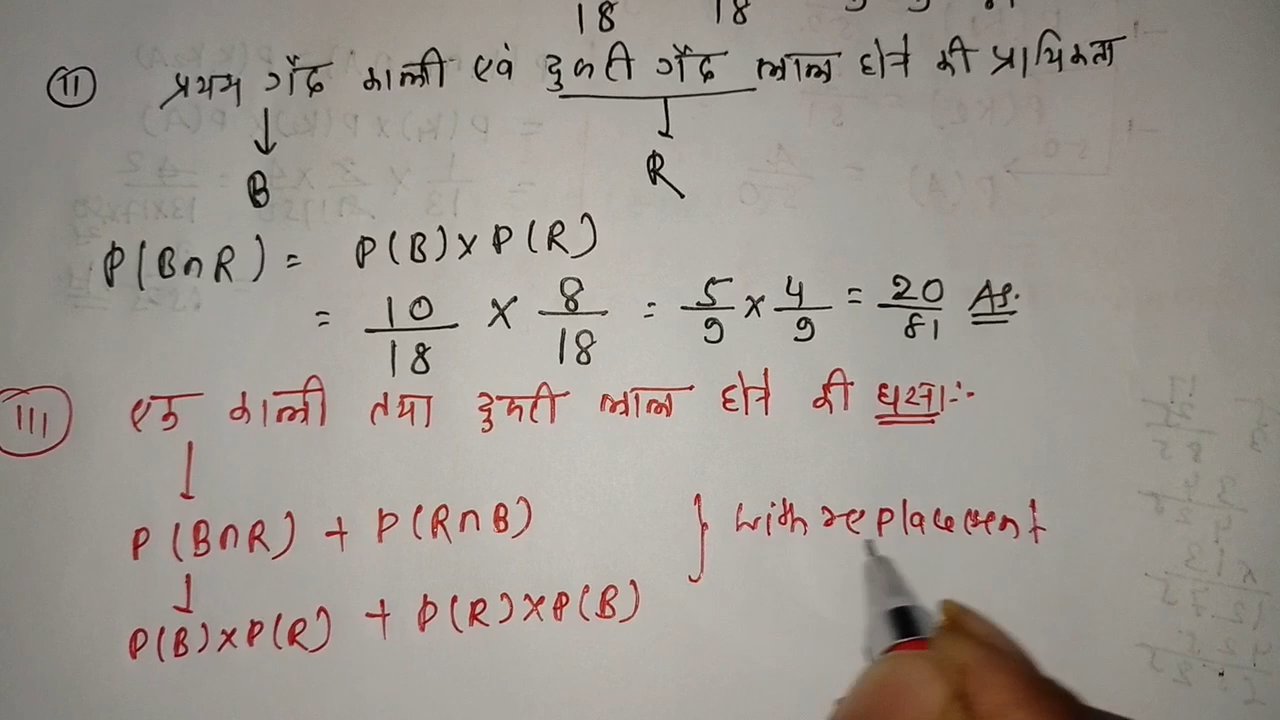 18 18
(II) प्रथम गेंद काली एवं दुसरी गेंद लाल होने की प्रायिकता
↓ ↓
B R
P(B∩R) = P(B)×P(R)
= 10/18 × 8/18 = 5/9 × 4/9 = 20/81 As.
(III) एक काली तथा दुसरी लाल होने की घटना:-
↓
P(B∩R) + P(R∩B) } with replacement
↓
P(B)×P(R) + P(R)×P(B)